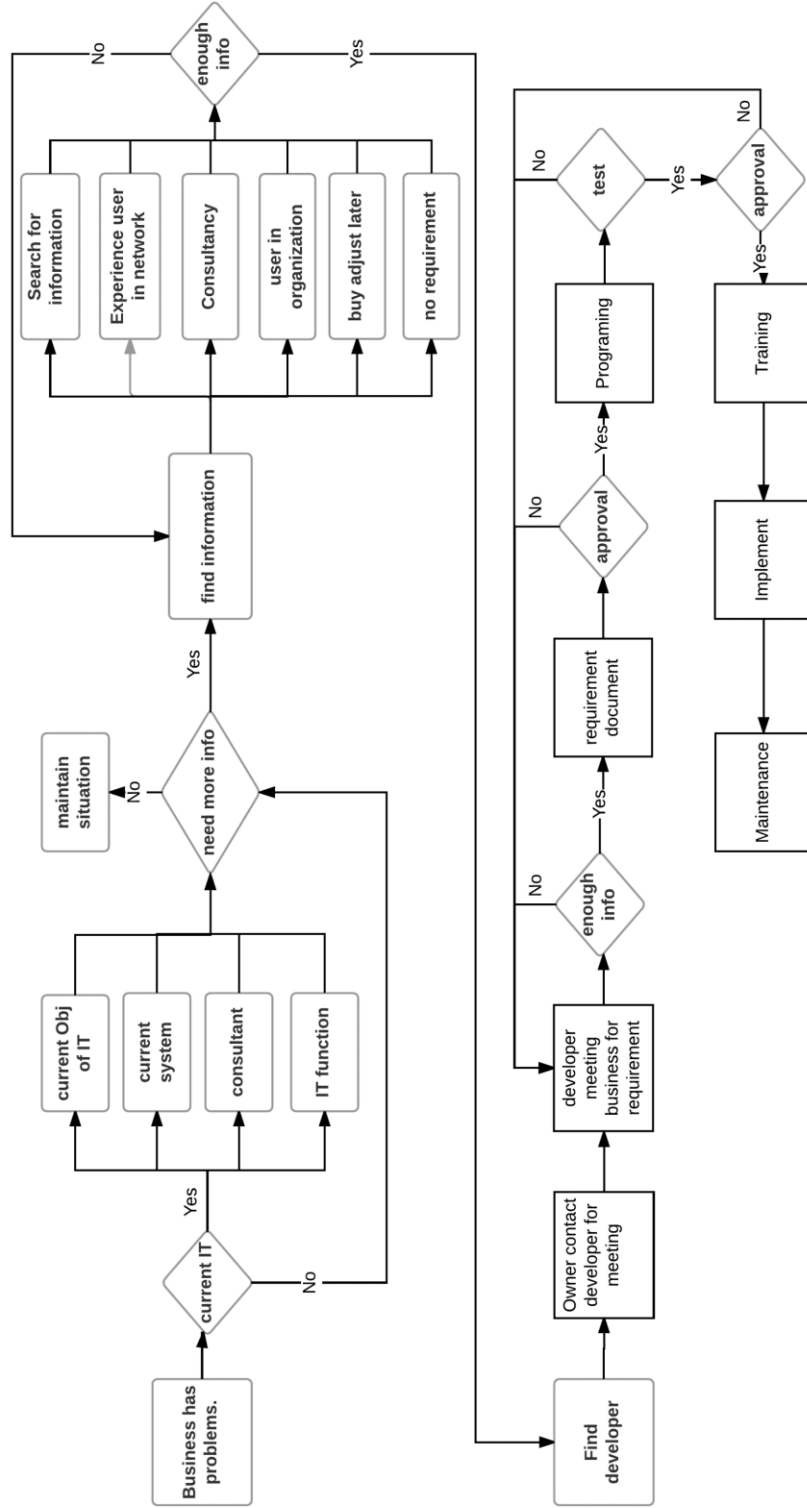 Business has
problems.
current IT
Yes
No
current Obj
of IT
current
system
consultant
IT function
need more info
No
maintain
situation
Yes
find information
Search for
information
Experience user
in network
Consultancy
user in
organization
buy adjust later
no requirement
enough
info
No
Yes
Find
developer
Owner contact
developer for
meeting
developer
meeting
business for
requirement
enough
info
No
Yes
requirement
document
approval
No
Yes
Programing
test
No
Yes
approval
No
Yes
Training
Implement
Maintenance